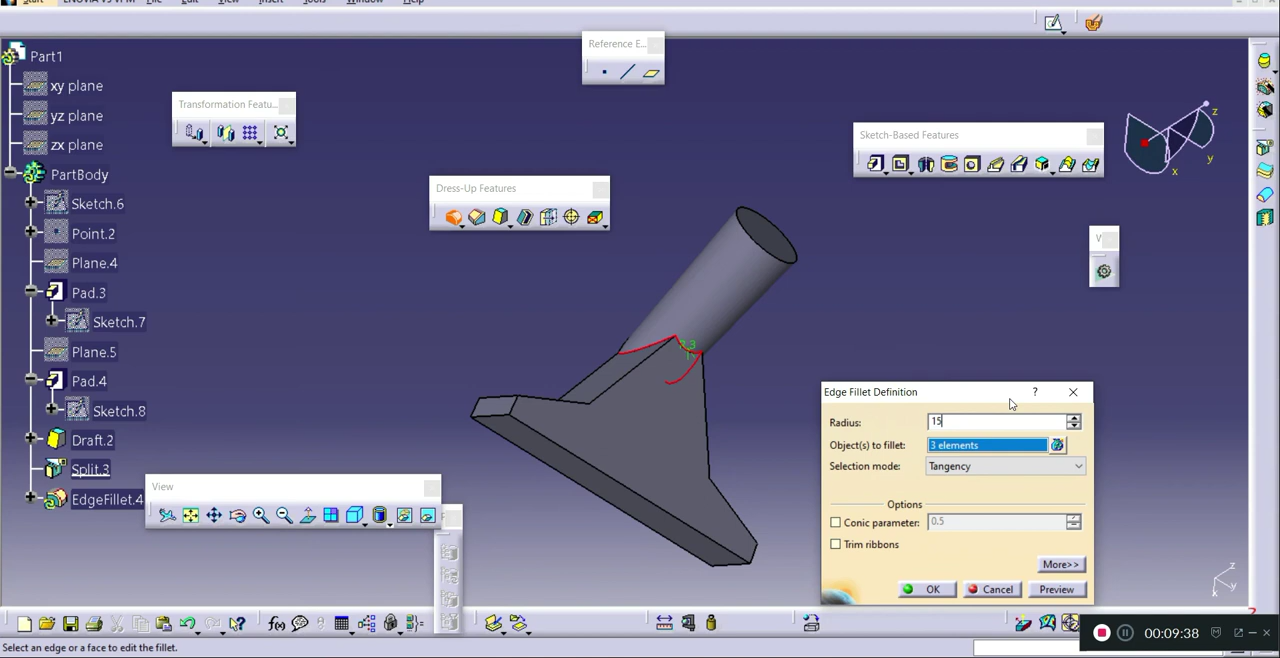 Start ENOVIA V5 VPM File Edit View Insert Tools Window Help
Part1
xy plane
yz plane
zx plane
PartBody
Sketch.6
Point.2
Plane.4
Pad.3
Sketch.7
Plane.5
Pad.4
Sketch.8
Draft.2
Split.3
EdgeFillet.4
Reference E...
Transformation Featu...
Dress-Up Features
Sketch-Based Features
V
z
y
x
View
Edge Fillet Definition ?
Radius: 15
Object(s) to fillet: 3 elements
Selection mode: Tangency
Options
Conic parameter: 0.5
Trim ribbons
More>>
OK Cancel Preview
z
y
x
f(x)
00:09:38
Select an edge or a face to edit the fillet.